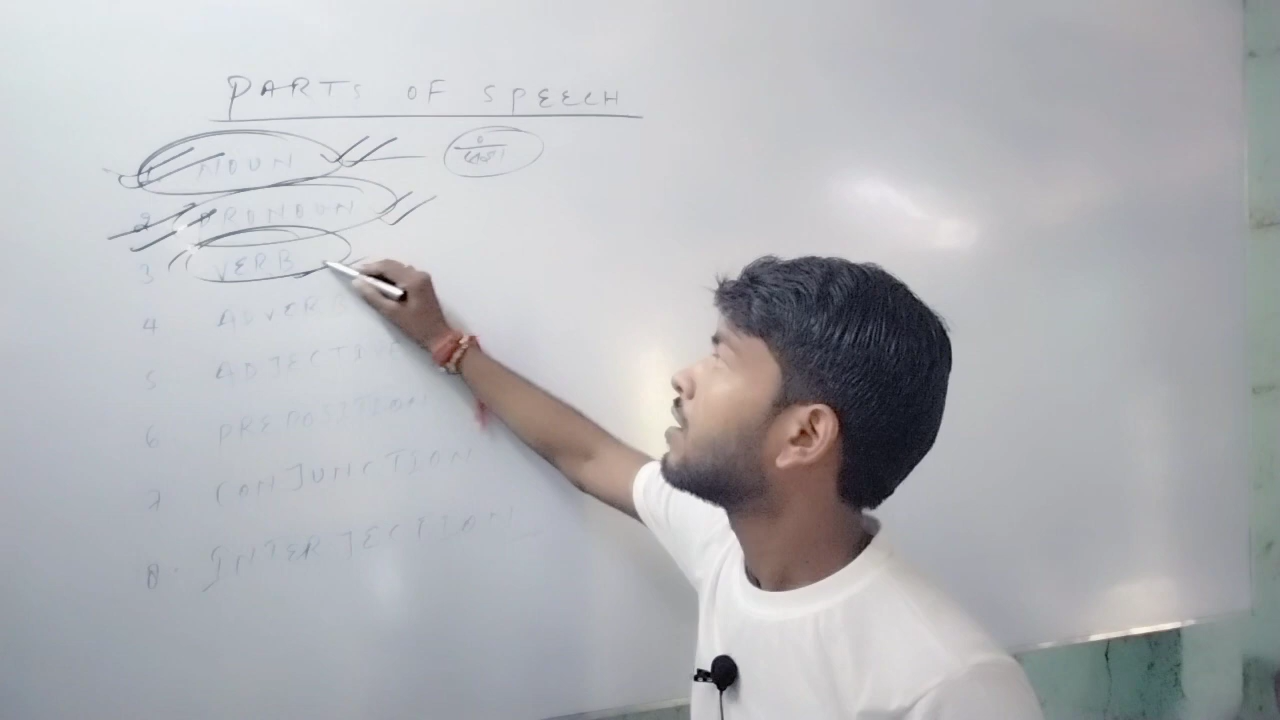 PARTS OF SPEECH
1 NOUN
2 PRONOUN
3 VERB
4 ADVERB
5 ADJECTIVE
6 PREPOSITION
7 CONJUNCTION
8. INTERJECTION